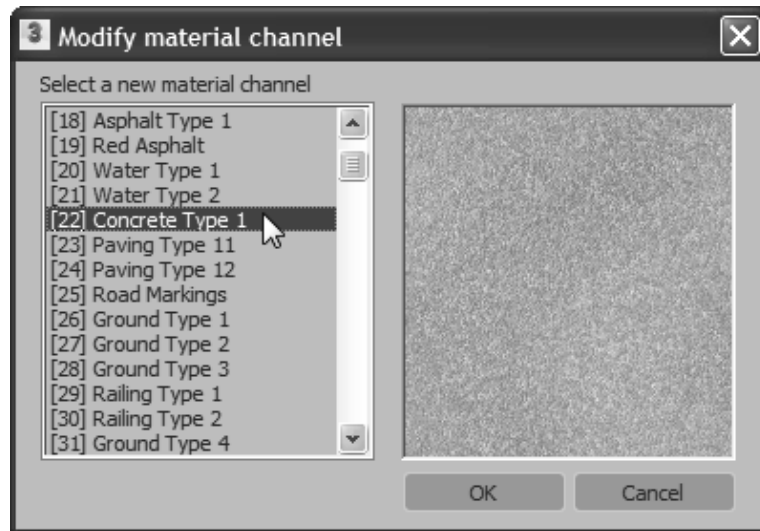 3 Modify material channel
Select a new material channel
[18] Asphalt Type 1
[19] Red Asphalt
[20] Water Type 1
[21] Water Type 2
[22] Concrete Type 1
[23] Paving Type 11
[24] Paving Type 12
[25] Road Markings
[26] Ground Type 1
[27] Ground Type 2
[28] Ground Type 3
[29] Railing Type 1
[30] Railing Type 2
[31] Ground Type 4
OK Cancel